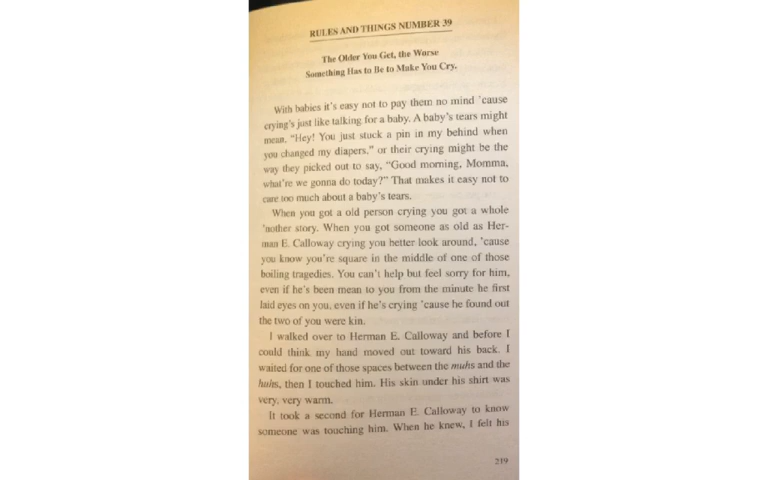 RULES AND THINGS NUMBER 39
The Older You Get, the Worse
Something Has to Be to Make You Cry.
With babies it's easy not to pay them no mind 'cause
crying's just like talking for a baby. A baby's tears might
mean, "Hey! You just stuck a pin in my behind when
you changed my diapers," or their crying might be the
way they picked out to say, "Good morning, Momma,
what're we gonna do today?" That makes it easy not to
care too much about a baby's tears.
When you got a old person crying you got a whole
'nother story. When you got someone as old as Her-
man E. Calloway crying you better look around, 'cause
you know you're square in the middle of one of those
boiling tragedies. You can't help but feel sorry for him,
even if he's been mean to you from the minute he first
laid eyes on you, even if he's crying 'cause he found out
the two of you were kin.
I walked over to Herman E. Calloway and before I
could think my hand moved out toward his back. I
waited for one of those spaces between the muhs and the
huhs, then I touched him. His skin under his shirt was
very, very warm.
It took a second for Herman E. Calloway to know
someone was touching him. When he knew, I felt his
219